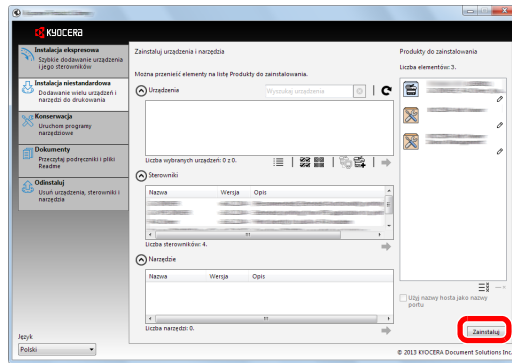 KYOCERA
Instalacja ekspresowa
Szybkie dodawanie urządzenia
i jego sterowników
Instalacja niestandardowa
Dodawanie wielu urządzeń i
narzędzi do drukowania
Konserwacja
Uruchom programy
narzędziowe
Dokumenty
Przeczytaj podręczniki i pliki
Readme
Odinstaluj
Usuń urządzenia, sterowniki i
narzędzia
Język
Polski
Zainstaluj urządzenia i narzędzia
Można przenieść elementy na listę Produkty do zainstalowania.
Urządzenia
Wyszukaj urządzenia
Liczba wybranych urządzeń: 0 z 0.
Sterowniki
Nazwa Wersja Opis
Liczba sterowników: 4.
Narzędzie
Nazwa Wersja Opis
Liczba narzędzi: 0.
Produkty do zainstalowania
Liczba elementów: 3.
Użyj nazwy hosta jako nazwy
portu
Zainstaluj
© 2013 KYOCERA Document Solutions Inc.